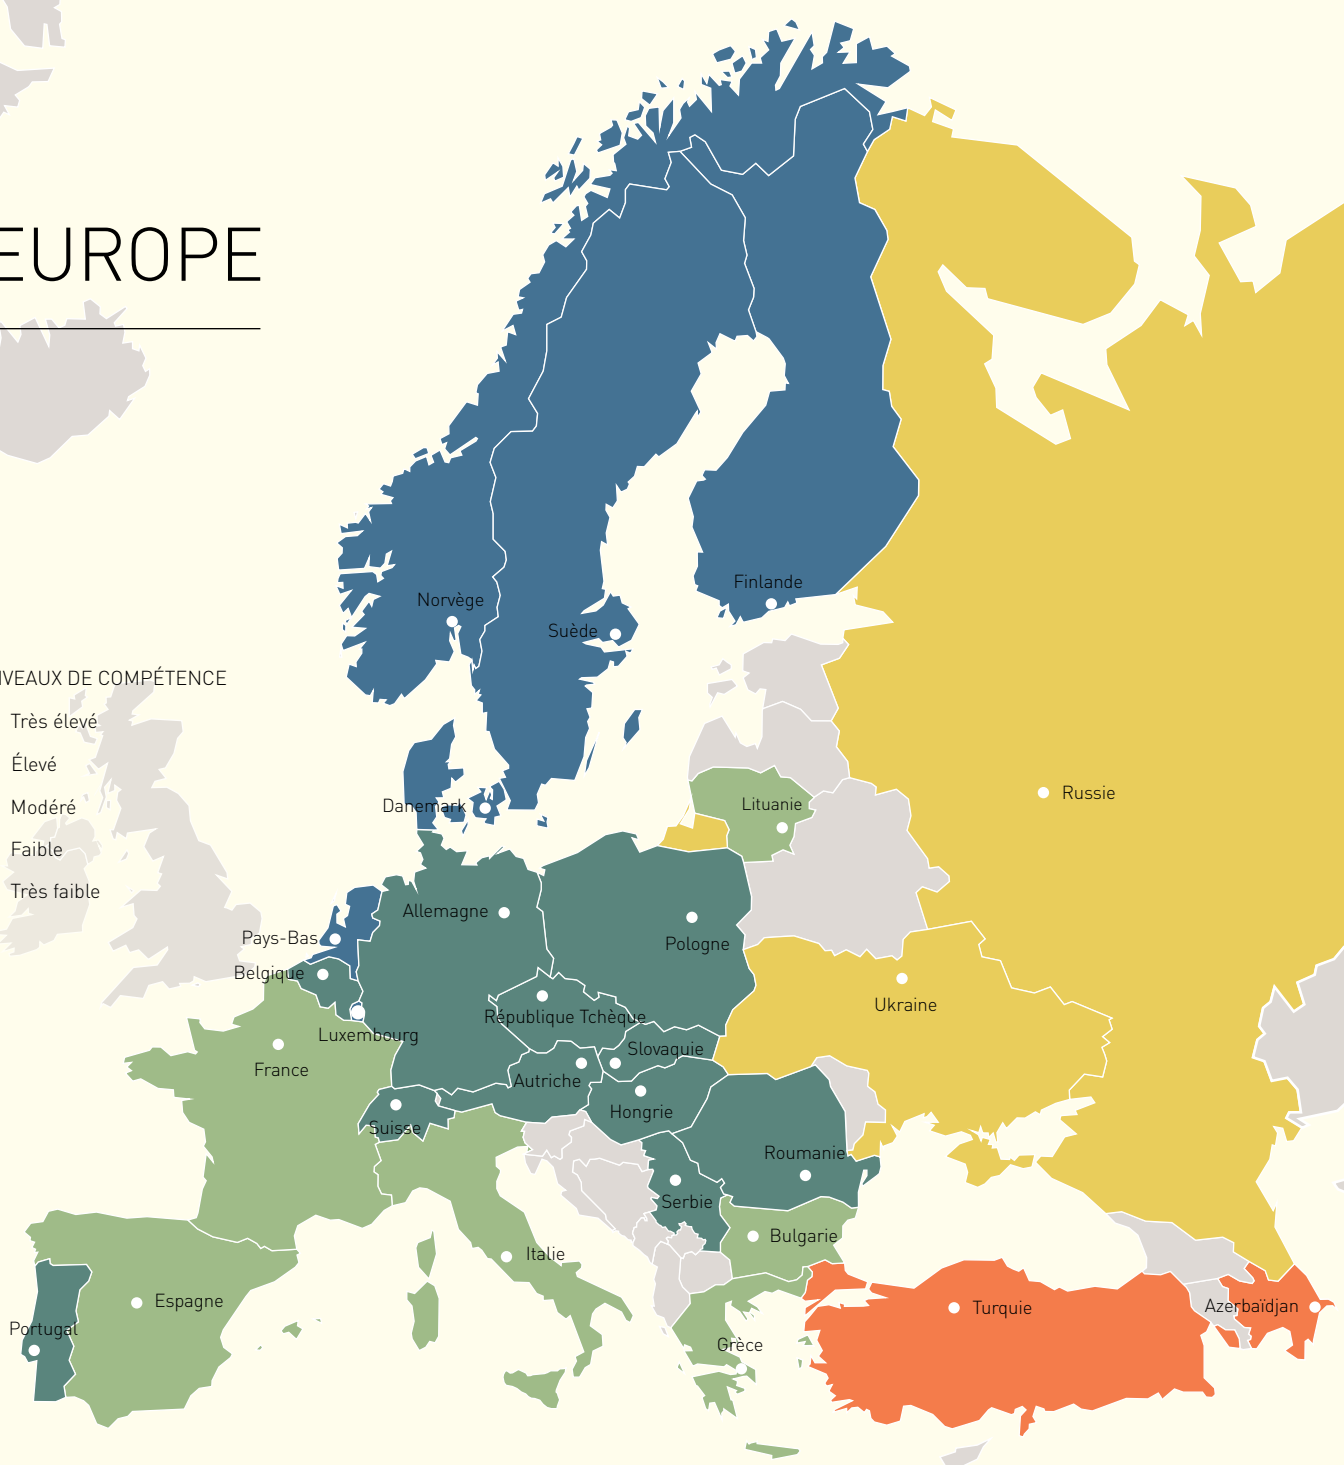 EUROPE
IVEAUX DE COMPÉTENCE
Très élevé
Élevé
Modéré
Faible
Très faible
Finlande
Norvège
Suède
Russie
Lituanie
Danemark
Allemagne
Pays-Bas
Pologne
Belgique
Ukraine
République Tchèque
Luxembourg
Slovaquie
France
Autriche
Hongrie
Suisse
Roumanie
Serbie
Bulgarie
Italie
Espagne
Turquie
Azerbaïdjan
Portugal
Grèce